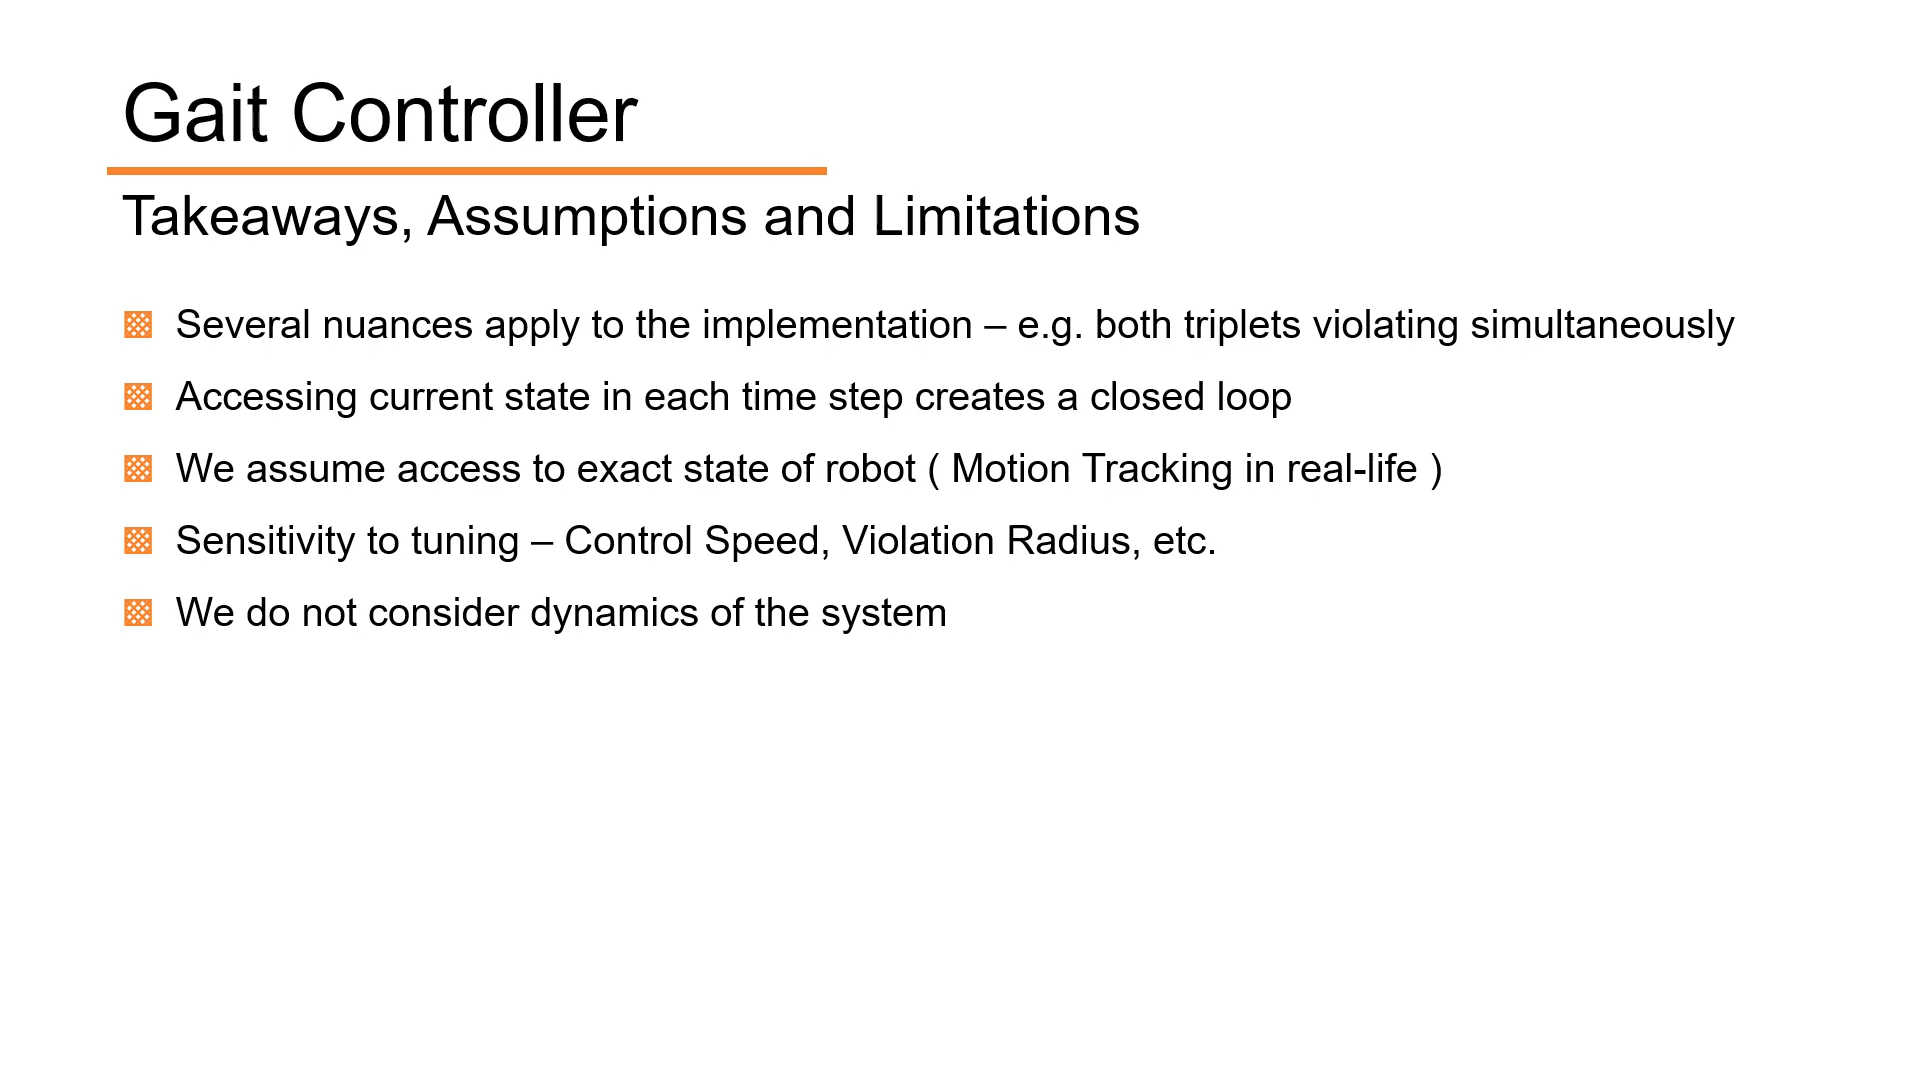 Gait Controller
Takeaways, Assumptions and Limitations
Several nuances apply to the implementation – e.g. both triplets violating simultaneously
Accessing current state in each time step creates a closed loop
We assume access to exact state of robot ( Motion Tracking in real-life )
Sensitivity to tuning – Control Speed, Violation Radius, etc.
We do not consider dynamics of the system